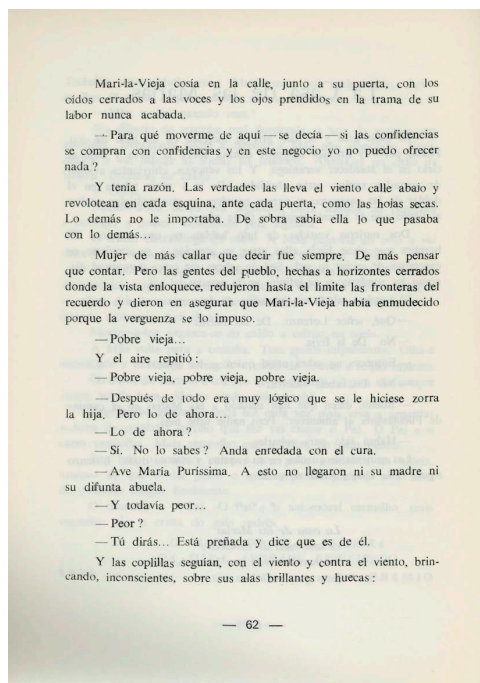 Mari-la-Vieja cosía en la calle, junto a su puerta, con los
oídos cerrados a las voces y los ojos prendidos en la trama de su
labor nunca acabada.
— Para qué moverme de aquí — se decía — si las confidencias
se compran con confidencias y en este negocio yo no puedo ofrecer
nada ?
Y tenía razón. Las verdades las lleva el viento calle abajo y
revolotean en cada esquina, ante cada puerta, como las hojas secas.
Lo demás no le importaba. De sobra sabía ella lo que pasaba
con lo demás...
Mujer de más callar que decir fue siempre. De más pensar
que contar. Pero las gentes del pueblo, hechas a horizontes cerrados
donde la vista enloquece, redujeron hasta el límite las fronteras del
recuerdo y dieron en asegurar que Mari-la-Vieja había enmudecido
porque la verguenza se lo impuso.
— Pobre vieja...
Y el aire repitió :
— Pobre vieja, pobre vieja, pobre vieja.
— Después de todo era muy lógico que se le hiciese zorra
la hija. Pero lo de ahora...
— Lo de ahora ?
— Sí. No lo sabes ? Anda enredada con el cura.
— Ave María Puríssima. A esto no llegaron ni su madre ni
su difunta abuela.
— Y todavía peor...
— Peor ?
— Tú dirás... Está preñada y dice que es de él.
Y las coplillas seguían, con el viento y contra el viento, brin-
cando, inconscientes, sobre sus alas brillantes y huecas :
— 62 —